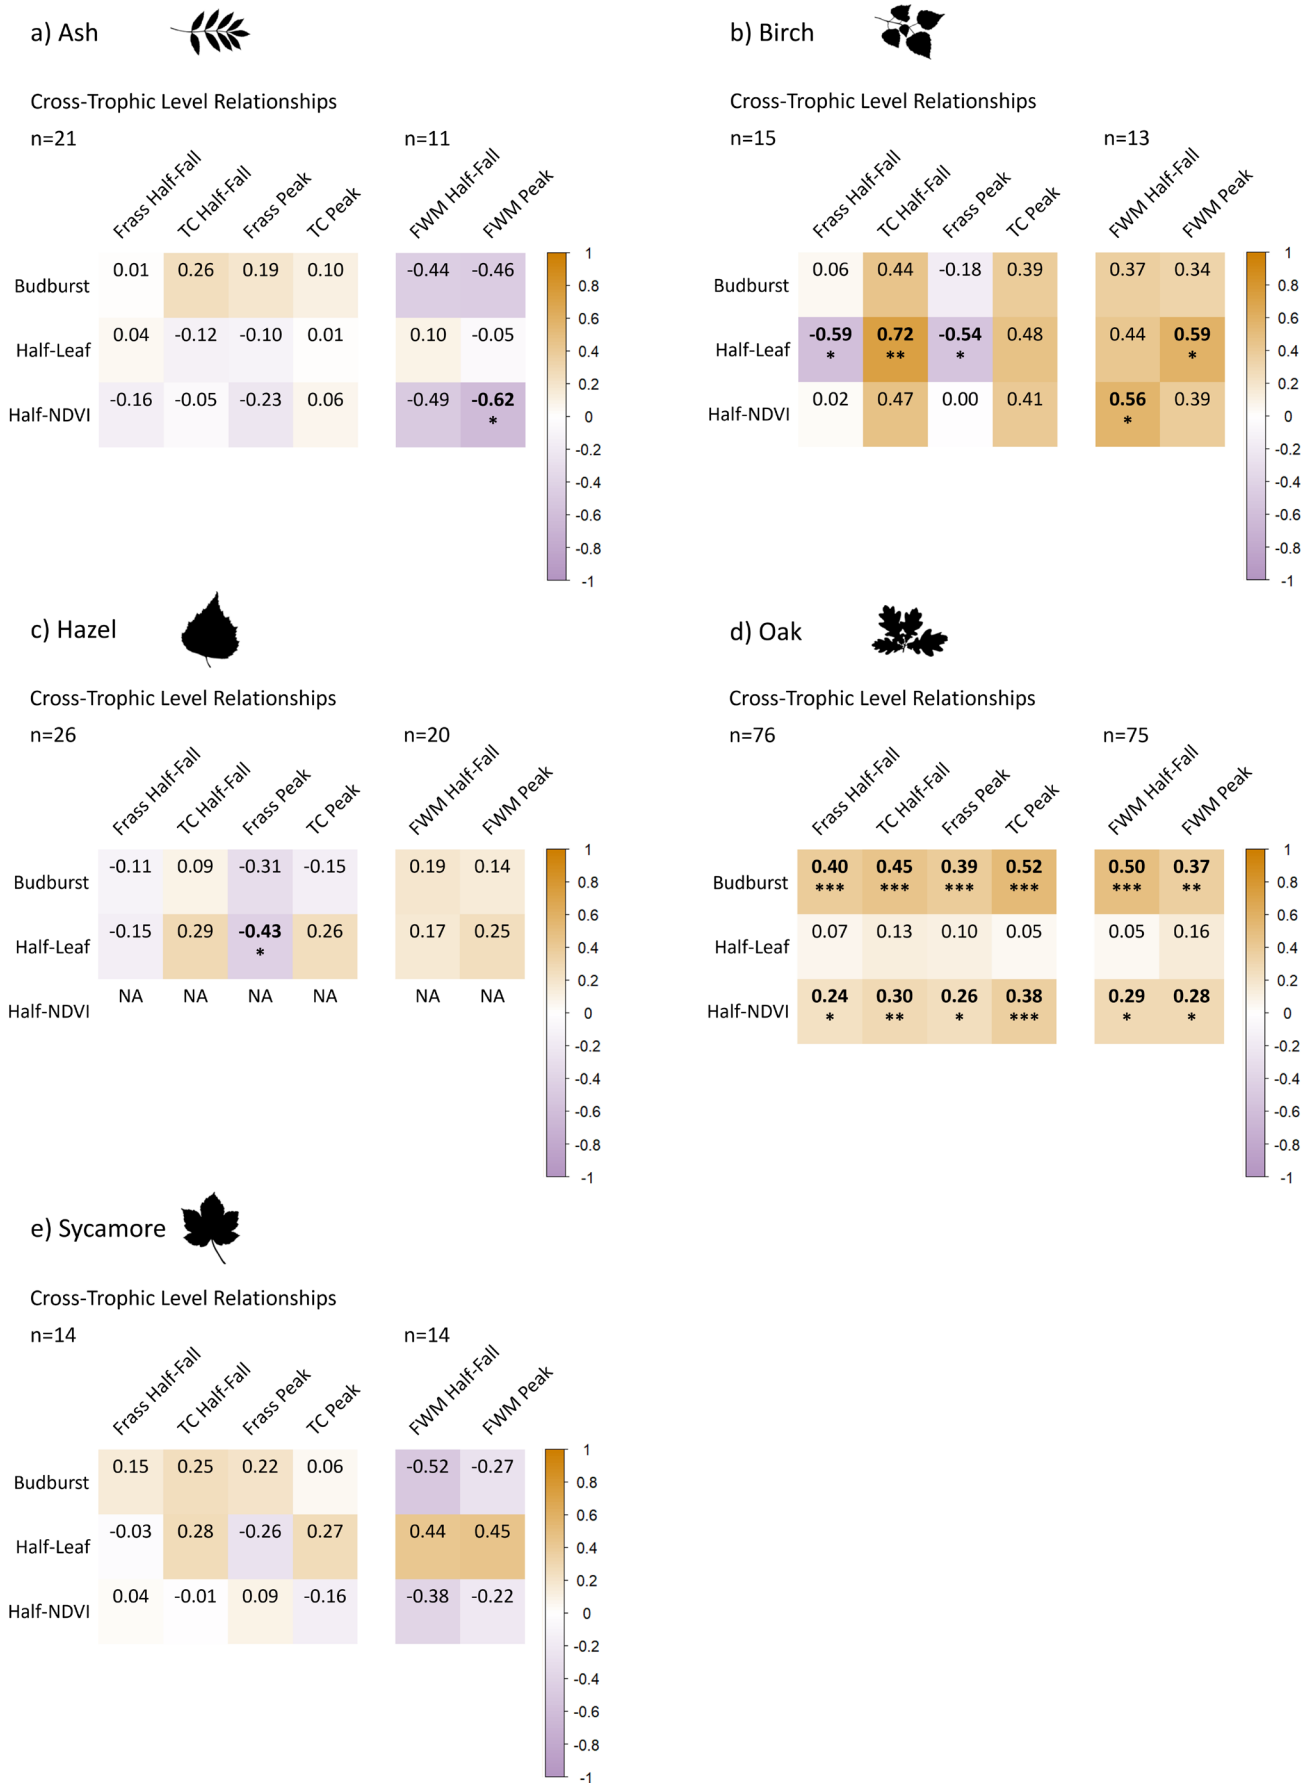 a) Ash
Cross-Trophic Level Relationships
n=21
n=11
Frass Half-Fall
TC Half-Fall
Frass Peak
TC Peak
FWM Half-Fall
FWM Peak
Budburst 0.01 0.26 0.19 0.10 -0.44 -0.46
Half-Leaf 0.04 -0.12 -0.10 0.01 0.10 -0.05
Half-NDVI -0.16 -0.05 -0.23 0.06 -0.49 -0.62
*
1
0.8
0.6
0.4
0.2
0
-0.2
-0.4
-0.6
-0.8
-1
b) Birch
Cross-Trophic Level Relationships
n=15
n=13
Frass Half-Fall
TC Half-Fall
Frass Peak
TC Peak
FWM Half-Fall
FWM Peak
Budburst 0.06 0.44 -0.18 0.39 0.37 0.34
Half-Leaf -0.59 0.72 -0.54 0.48 0.44 0.59
* ** * *
Half-NDVI 0.02 0.47 0.00 0.41 0.56 0.39
*
1
0.8
0.6
0.4
0.2
0
-0.2
-0.4
-0.6
-0.8
-1
c) Hazel
Cross-Trophic Level Relationships
n=26
n=20
Frass Half-Fall
TC Half-Fall
Frass Peak
TC Peak
FWM Half-Fall
FWM Peak
Budburst -0.11 0.09 -0.31 -0.15 0.19 0.14
Half-Leaf -0.15 0.29 -0.43 0.26 0.17 0.25
*
Half-NDVI NA NA NA NA NA NA
1
0.8
0.6
0.4
0.2
0
-0.2
-0.4
-0.6
-0.8
-1
d) Oak
Cross-Trophic Level Relationships
n=76
n=75
Frass Half-Fall
TC Half-Fall
Frass Peak
TC Peak
FWM Half-Fall
FWM Peak
Budburst 0.40 0.45 0.39 0.52 0.50 0.37
*** *** *** *** *** **
Half-Leaf 0.07 0.13 0.10 0.05 0.05 0.16
Half-NDVI 0.24 0.30 0.26 0.38 0.29 0.28
* ** * *** * *
1
0.8
0.6
0.4
0.2
0
-0.2
-0.4
-0.6
-0.8
-1
e) Sycamore
Cross-Trophic Level Relationships
n=14
n=14
Frass Half-Fall
TC Half-Fall
Frass Peak
TC Peak
FWM Half-Fall
FWM Peak
Budburst 0.15 0.25 0.22 0.06 -0.52 -0.27
Half-Leaf -0.03 0.28 -0.26 0.27 0.44 0.45
Half-NDVI 0.04 -0.01 0.09 -0.16 -0.38 -0.22
1
0.8
0.6
0.4
0.2
0
-0.2
-0.4
-0.6
-0.8
-1